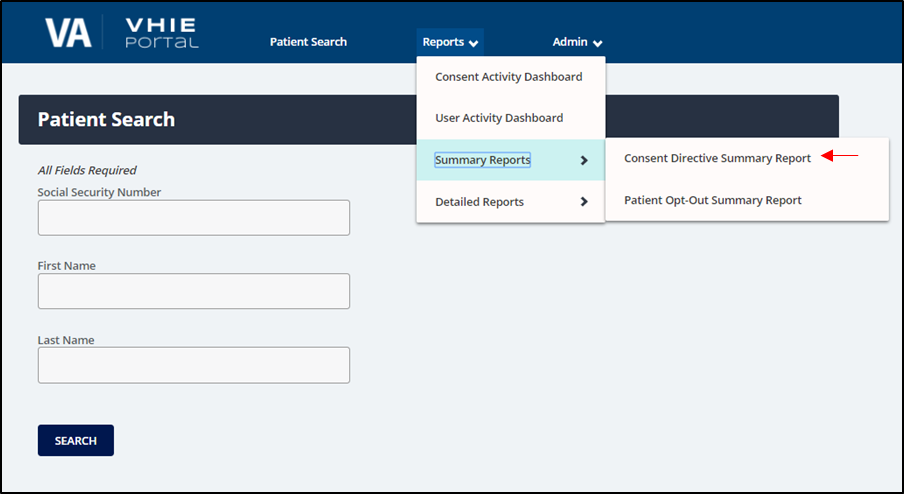 VA
VHIE
PORTAL
Patient Search
Reports
Admin
Consent Activity Dashboard
User Activity Dashboard
Summary Reports
Detailed Reports
Consent Directive Summary Report
Patient Opt-Out Summary Report
Patient Search
All Fields Required
Social Security Number
First Name
Last Name
SEARCH